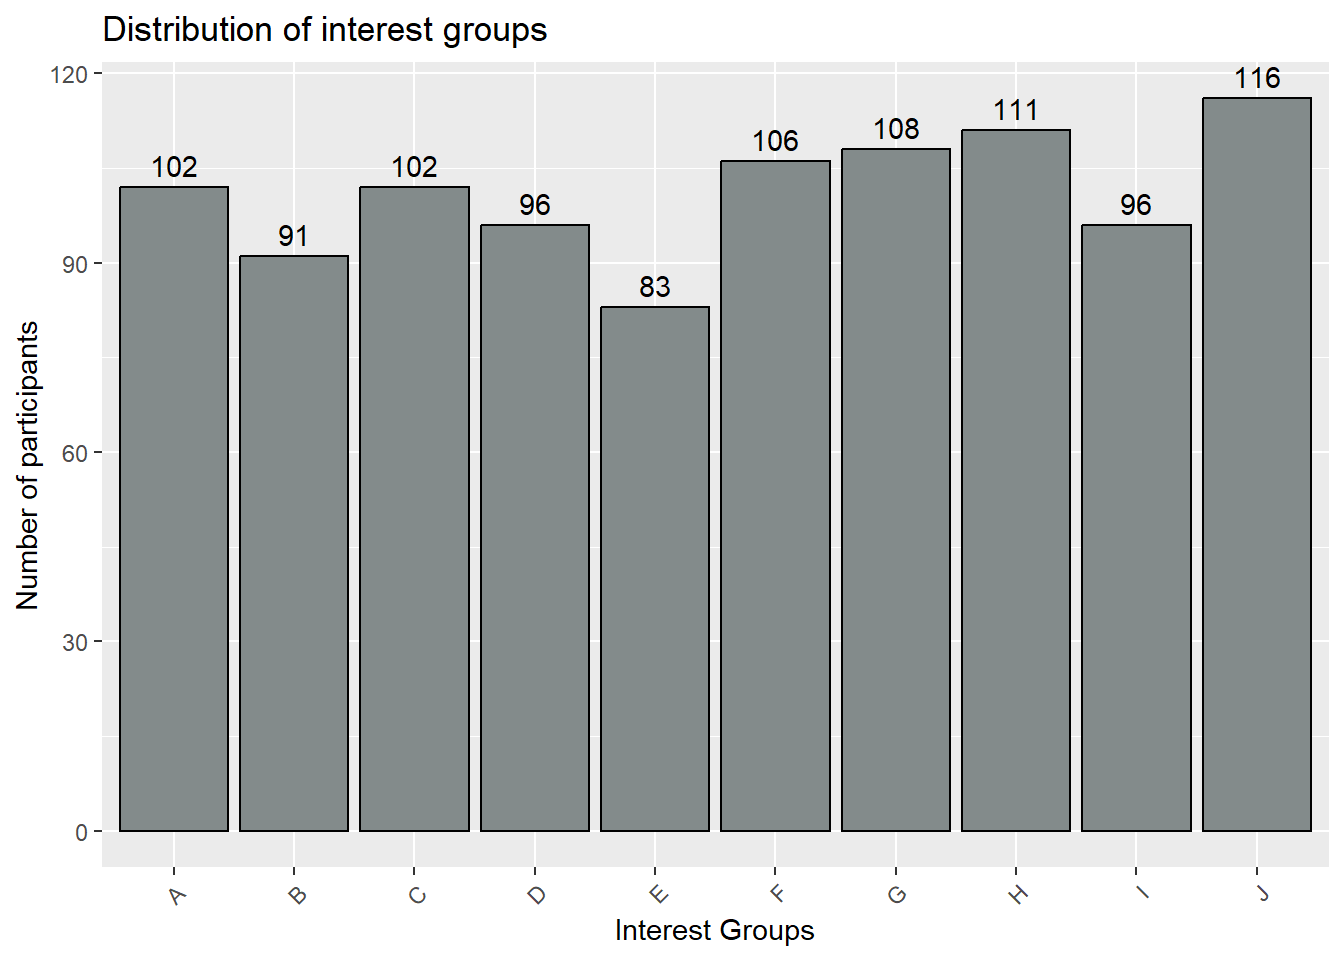 Distribution of interest groups
120
90
60
30
0
Number of participants
102
91
102
96
83
106
108
111
96
116
A
B
C
D
E
F
G
H
I
J
Interest Groups